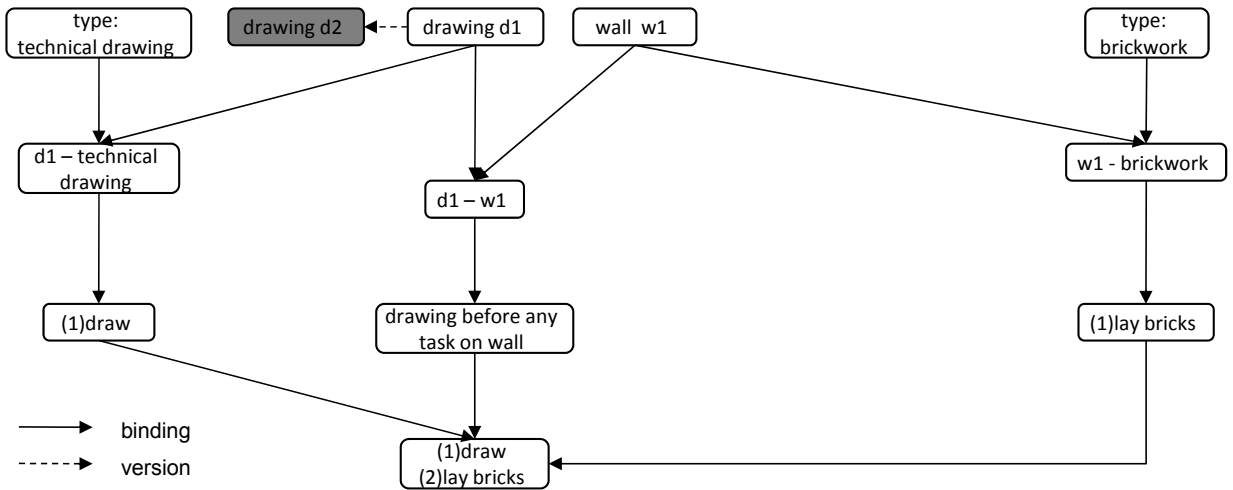 type:
technical drawing
drawing d2
drawing d1
wall w1
type:
brickwork
d1 – technical
drawing
d1 – w1
w1 - brickwork
(1)draw
drawing before any
task on wall
(1)lay bricks
binding
version
(1)draw
(2)lay bricks